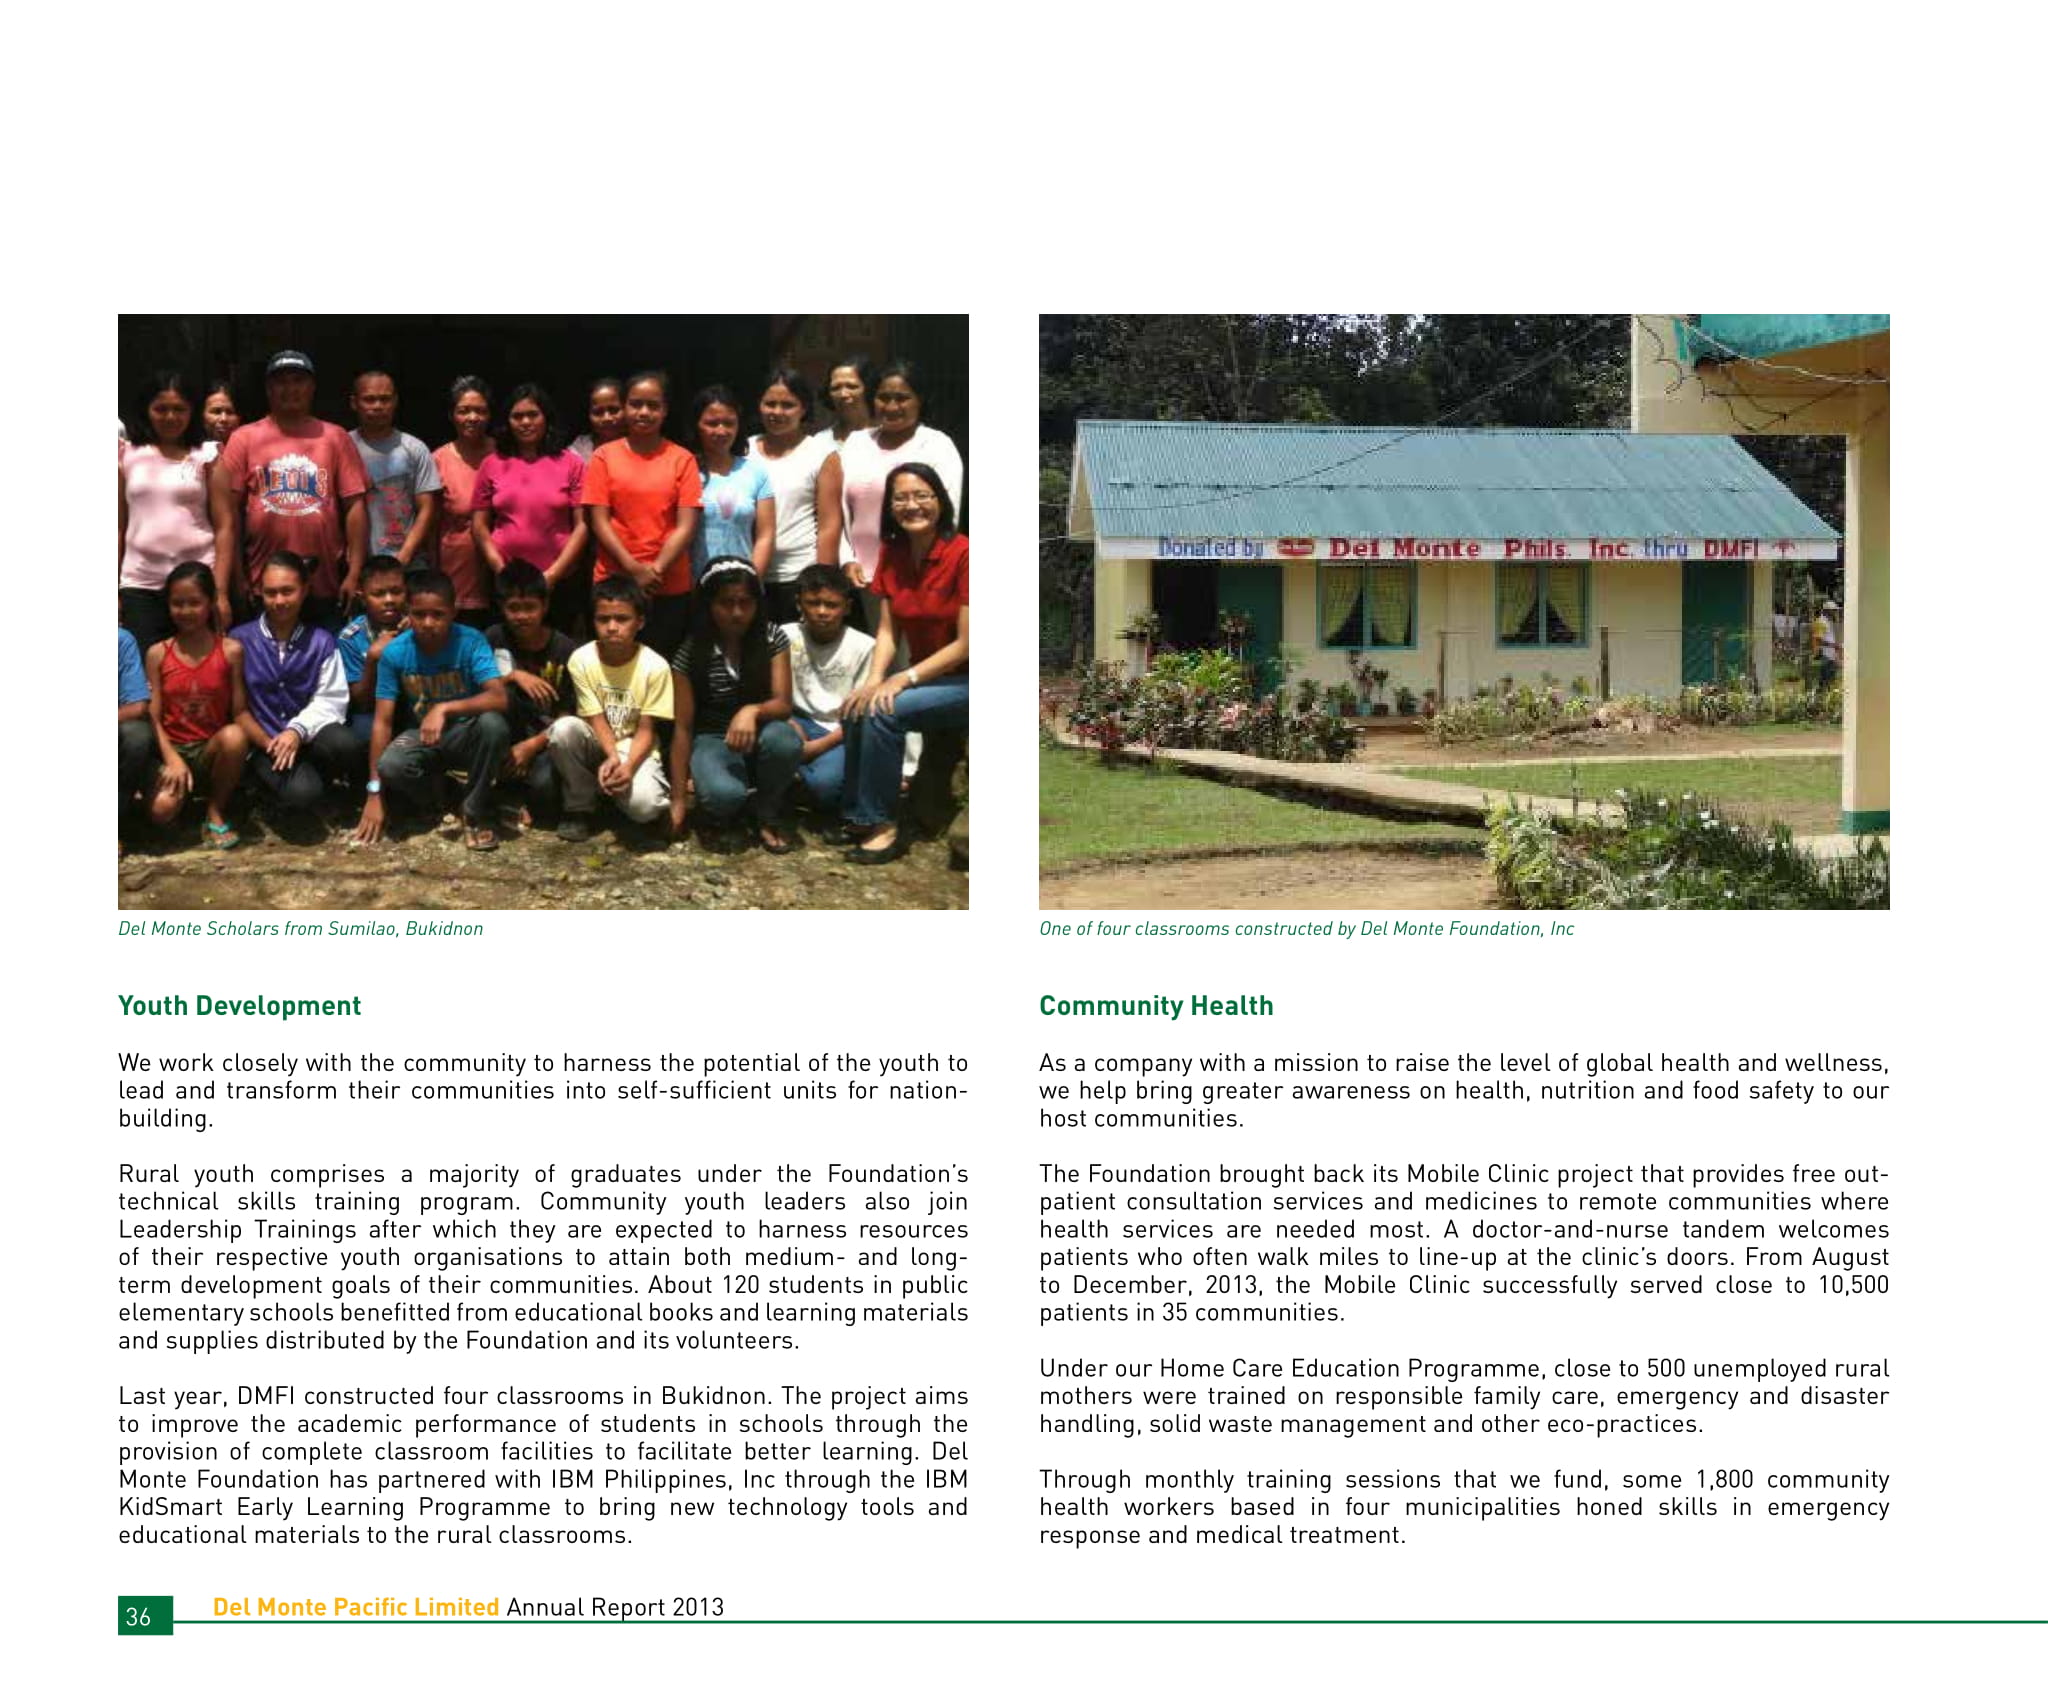 LEVI'S
Donated by Del Monte Phils. Inc. thru DMFI
Del Monte Scholars from Sumilao, Bukidnon
One of four classrooms constructed by Del Monte Foundation, Inc
Youth Development
We work closely with the community to harness the potential of the youth to
lead and transform their communities into self-sufficient units for nation-
building.
Rural youth comprises a majority of graduates under the Foundation’s
technical skills training program. Community youth leaders also join
Leadership Trainings after which they are expected to harness resources
of their respective youth organisations to attain both medium- and long-
term development goals of their communities. About 120 students in public
elementary schools benefitted from educational books and learning materials
and supplies distributed by the Foundation and its volunteers.
Last year, DMFI constructed four classrooms in Bukidnon. The project aims
to improve the academic performance of students in schools through the
provision of complete classroom facilities to facilitate better learning. Del
Monte Foundation has partnered with IBM Philippines, Inc through the IBM
KidSmart Early Learning Programme to bring new technology tools and
educational materials to the rural classrooms.
Community Health
As a company with a mission to raise the level of global health and wellness,
we help bring greater awareness on health, nutrition and food safety to our
host communities.
The Foundation brought back its Mobile Clinic project that provides free out-
patient consultation services and medicines to remote communities where
health services are needed most. A doctor-and-nurse tandem welcomes
patients who often walk miles to line-up at the clinic’s doors. From August
to December, 2013, the Mobile Clinic successfully served close to 10,500
patients in 35 communities.
Under our Home Care Education Programme, close to 500 unemployed rural
mothers were trained on responsible family care, emergency and disaster
handling, solid waste management and other eco-practices.
Through monthly training sessions that we fund, some 1,800 community
health workers based in four municipalities honed skills in emergency
response and medical treatment.
36
Del Monte Pacific Limited Annual Report 2013